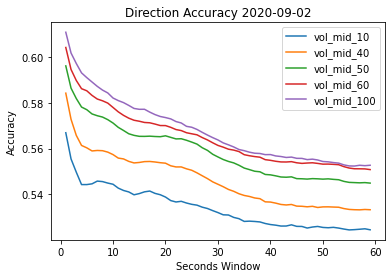 Direction Accuracy 2020-09-02
vol_mid_10
vol_mid_40
vol_mid_50
vol_mid_60
vol_mid_100
Accuracy
0.60
0.58
0.56
0.54
0
10
20
30
40
50
60
Seconds Window